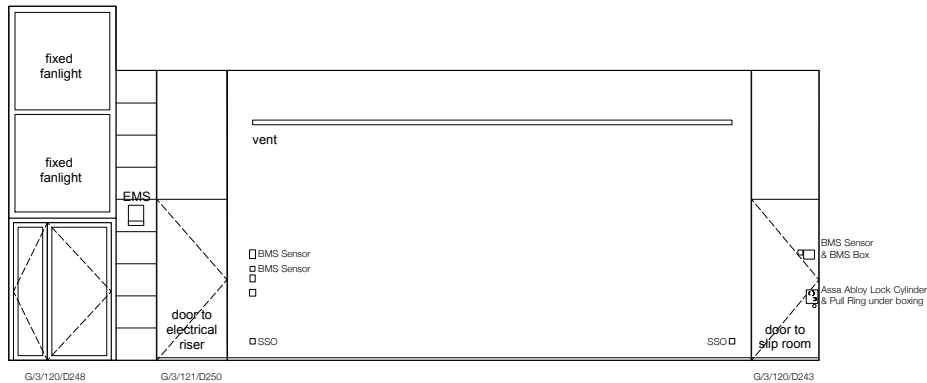 fixed
fanlight
fixed
fanlight
EMS
vent
BMS Sensor
BMS Sensor
BMS Sensor
& BMS Box
Assa Abloy Lock Cylinder
& Pull Ring under boxing
door to
electrical
riser
SSO
SSO
door to
slip room
G/3/120/D248
G/3/121/D250
G/3/120/D243